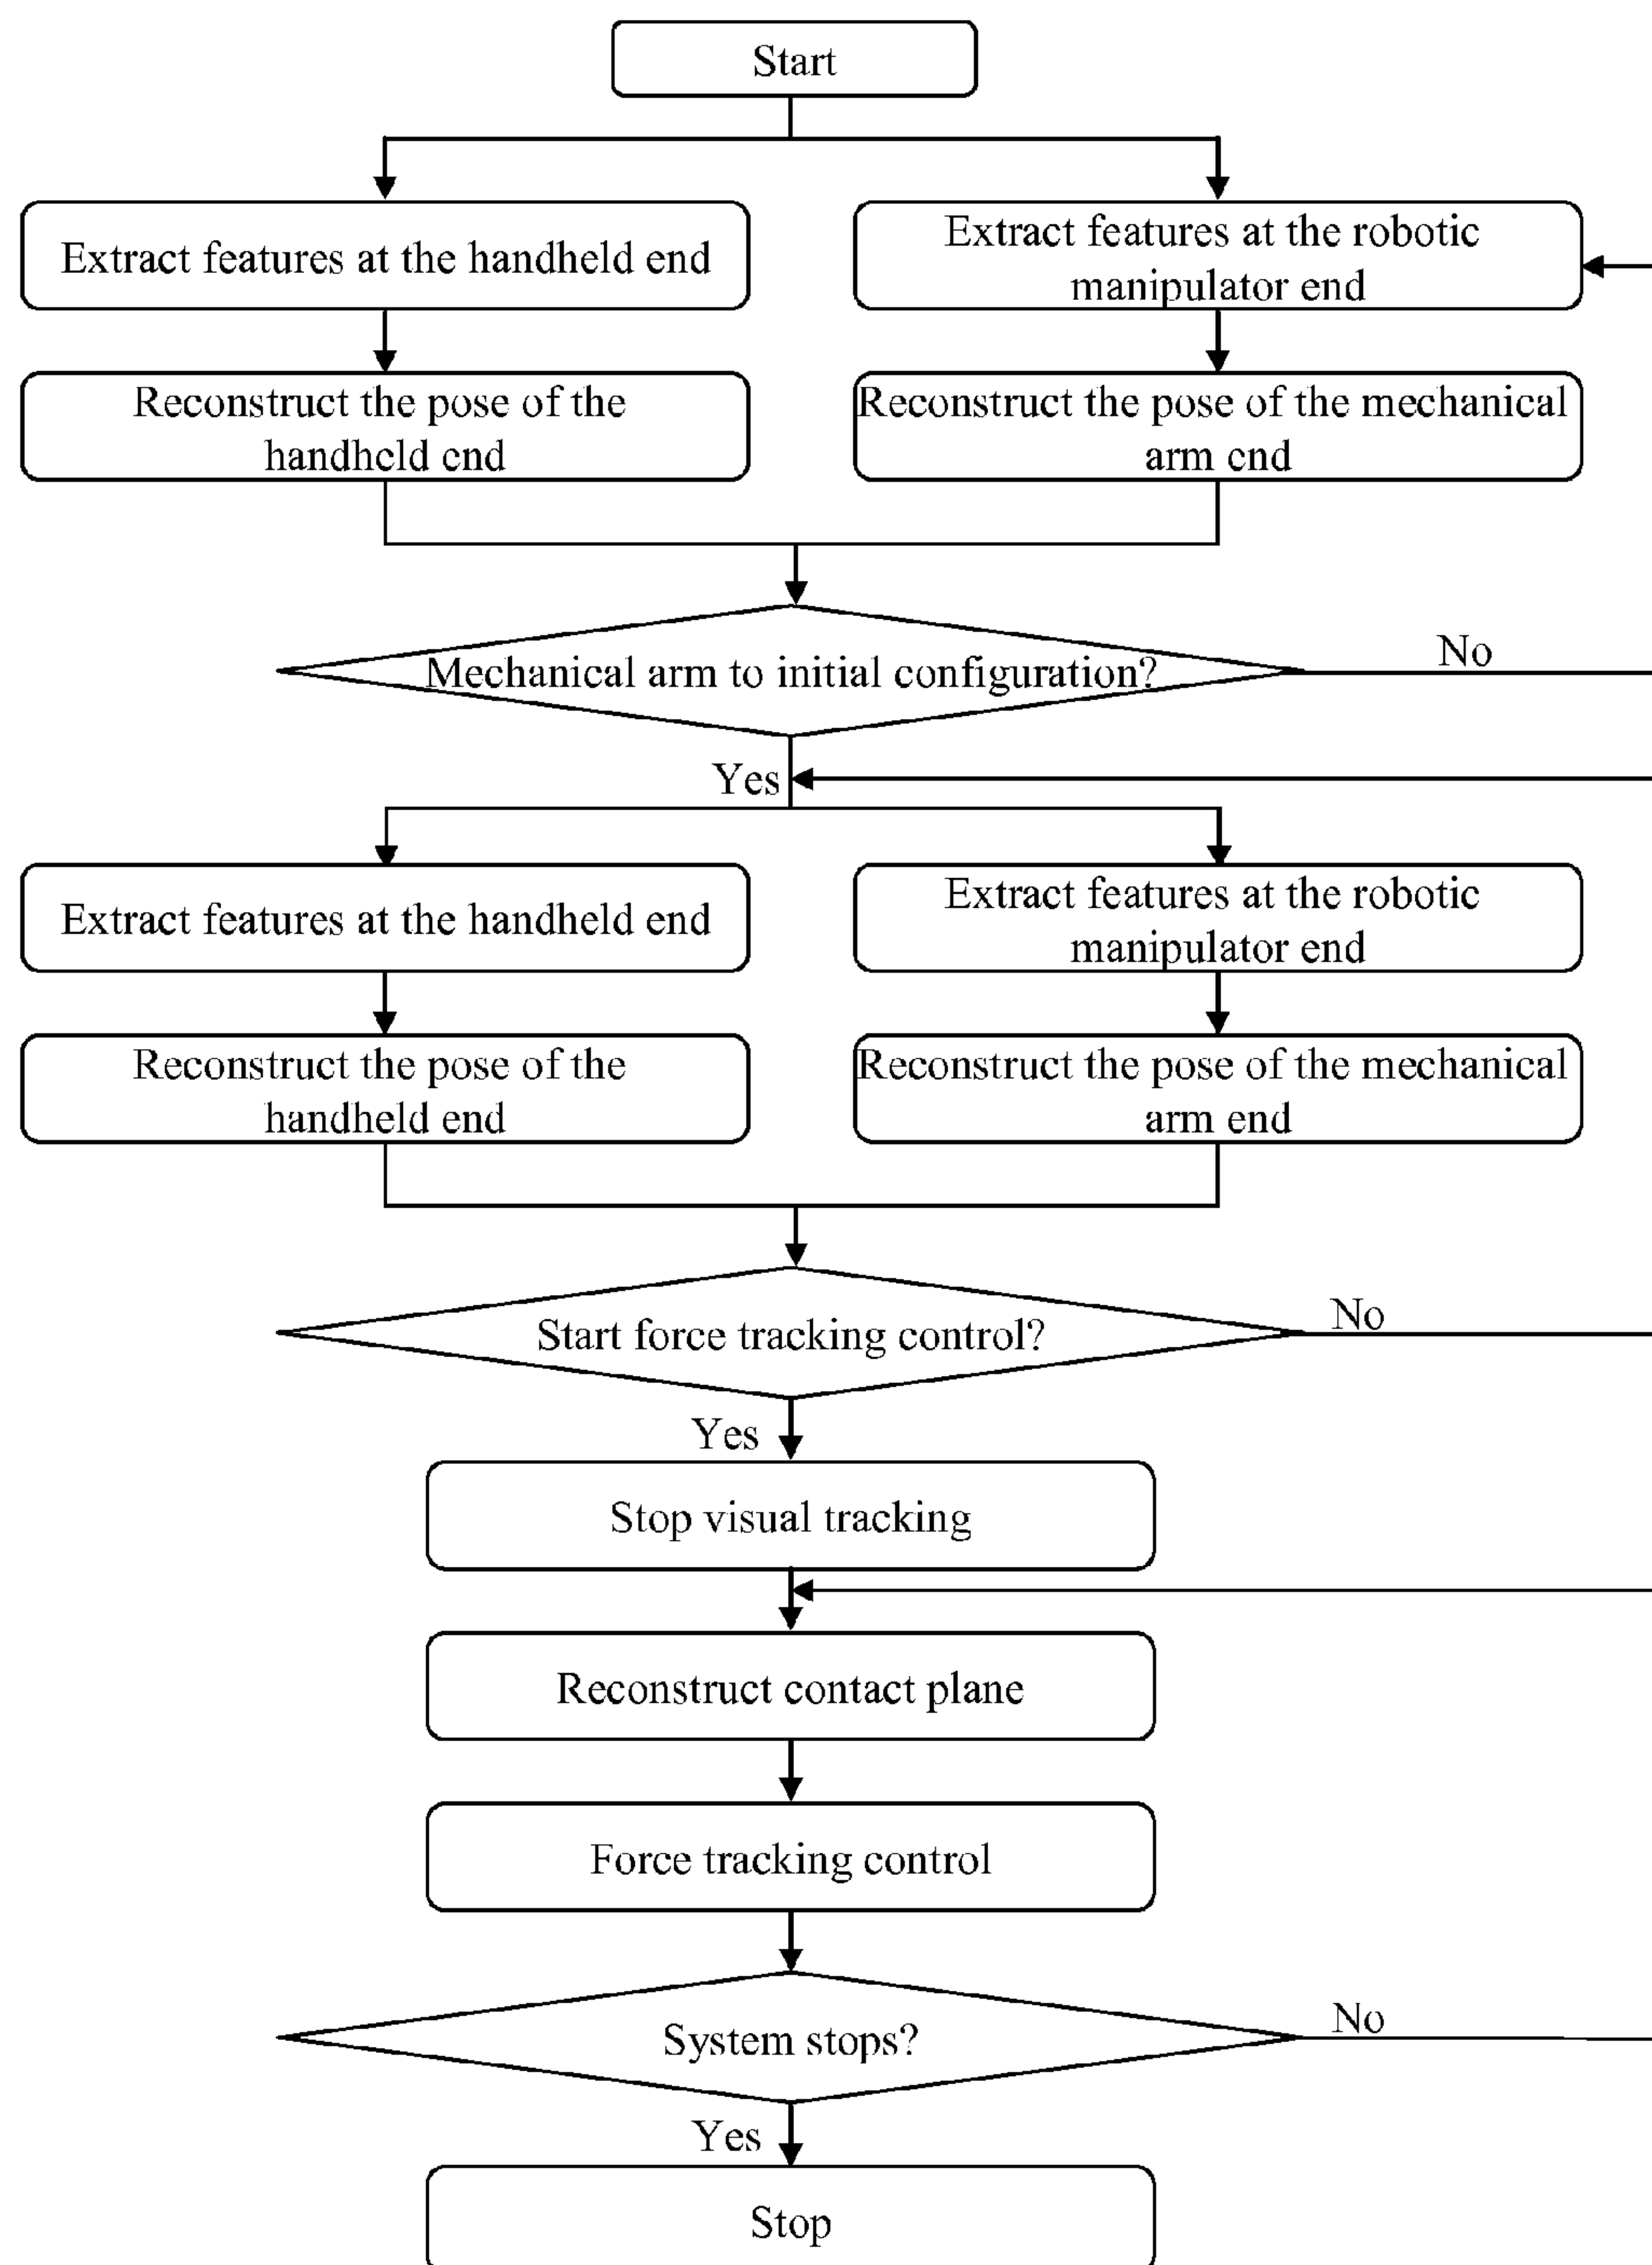 Start
Extract features at the handheld end
Extract features at the robotic
manipulator end
Reconstruct the pose of the
handheld end
Reconstruct the pose of the mechanical
arm end
Mechanical arm to initial configuration?
No
Yes
Extract features at the handheld end
Extract features at the robotic
manipulator end
Reconstruct the pose of the
handheld end
Reconstruct the pose of the mechanical
arm end
Start force tracking control?
No
Yes
Stop visual tracking
Reconstruct contact plane
Force tracking control
System stops?
No
Yes
Stop